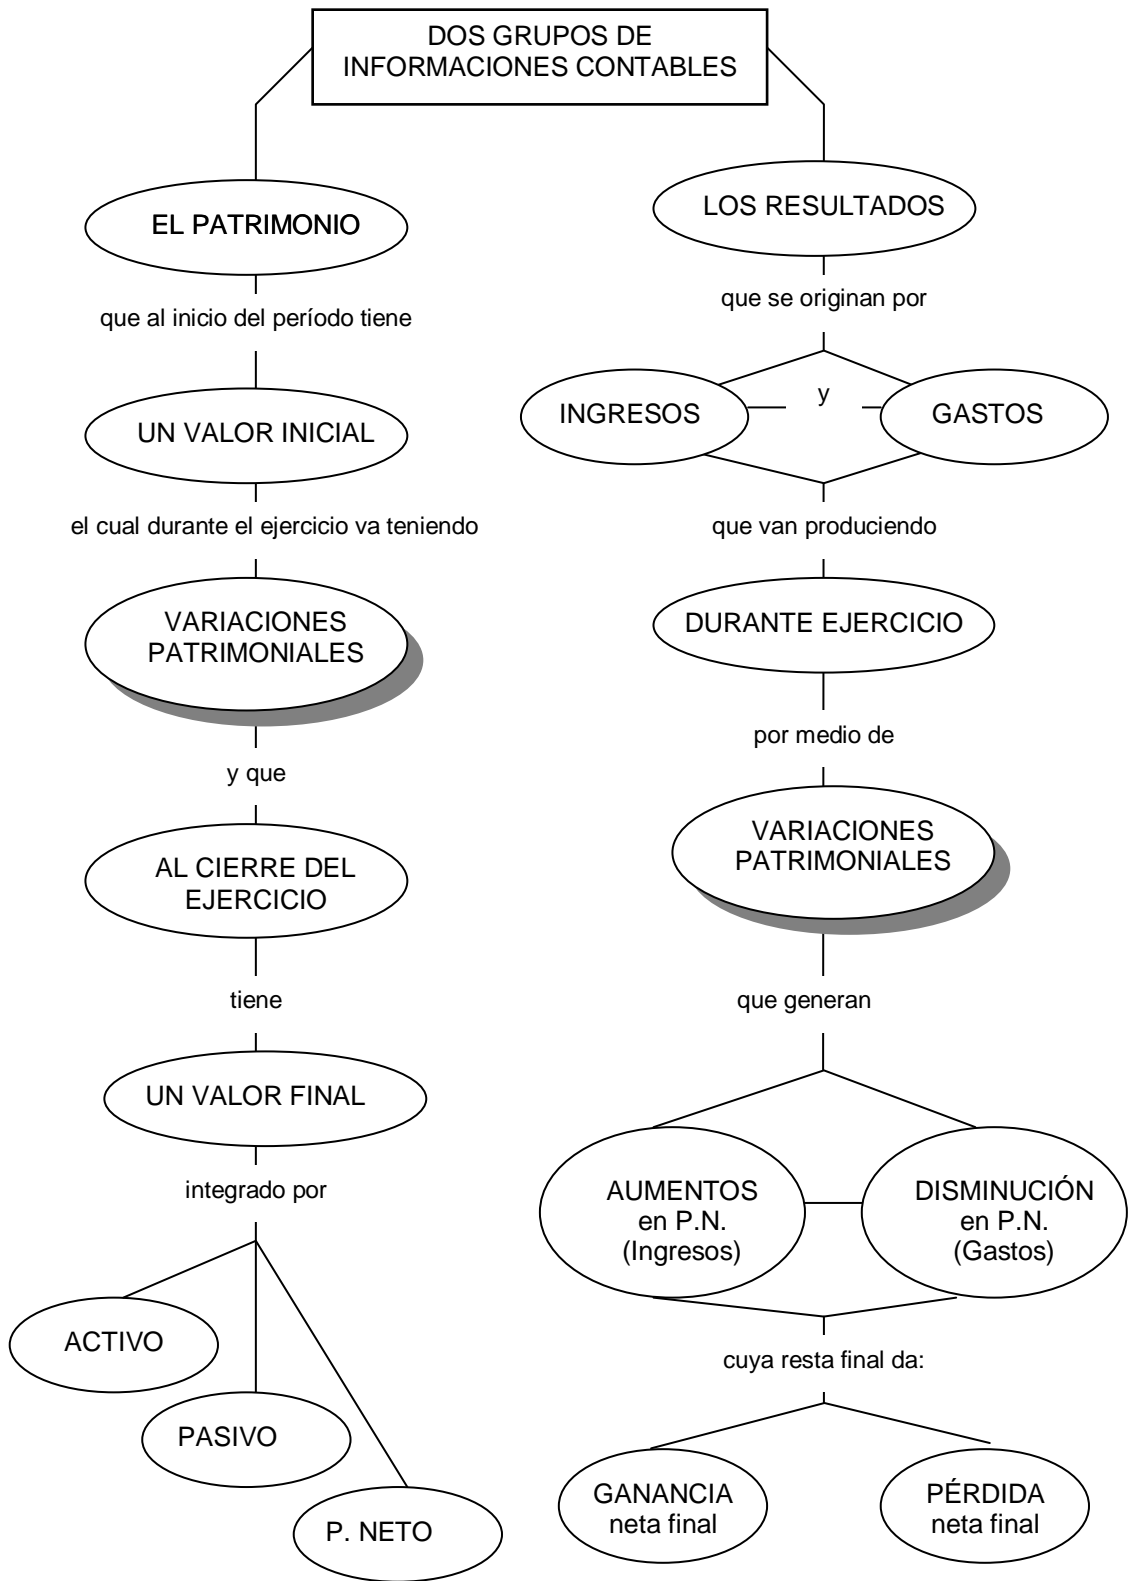 DOS GRUPOS DE
INFORMACIONES CONTABLES
EL PATRIMONIO
que al inicio del período tiene
UN VALOR INICIAL
el cual durante el ejercicio va teniendo
VARIACIONES
PATRIMONIALES
y que
AL CIERRE DEL
EJERCICIO
tiene
UN VALOR FINAL
integrado por
ACTIVO
PASIVO
P. NETO
LOS RESULTADOS
que se originan por
INGRESOS
y
GASTOS
que van produciendo
DURANTE EJERCICIO
por medio de
VARIACIONES
PATRIMONIALES
que generan
AUMENTOS
en P.N.
(Ingresos)
DISMINUCIÓN
en P.N.
(Gastos)
cuya resta final da:
GANANCIA
neta final
PÉRDIDA
neta final